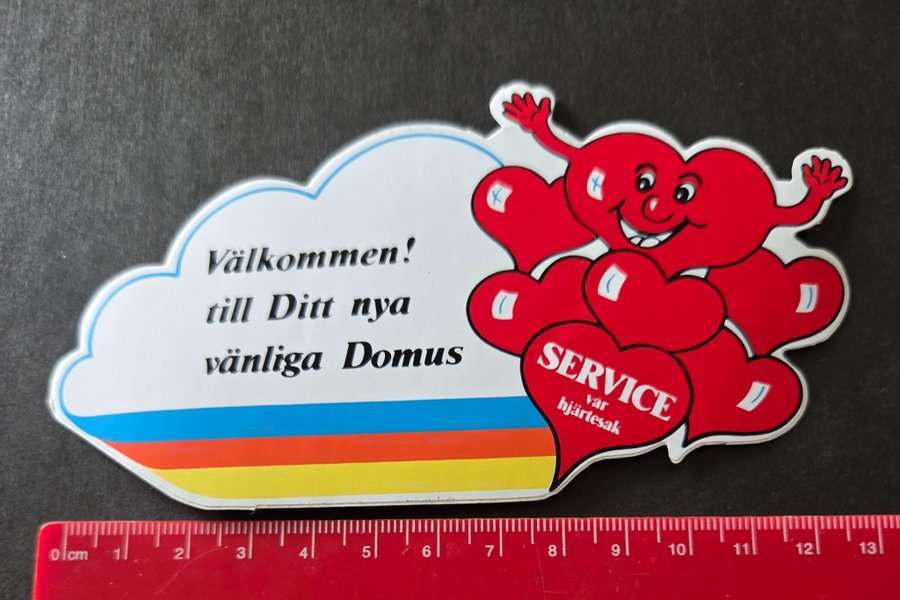 Välkommen!
till Ditt nya
vänliga Domus
SERVICE
vår
hjärtesak
0 cm 1 2 3 4 5 6 7 8 9 10 11 12 13